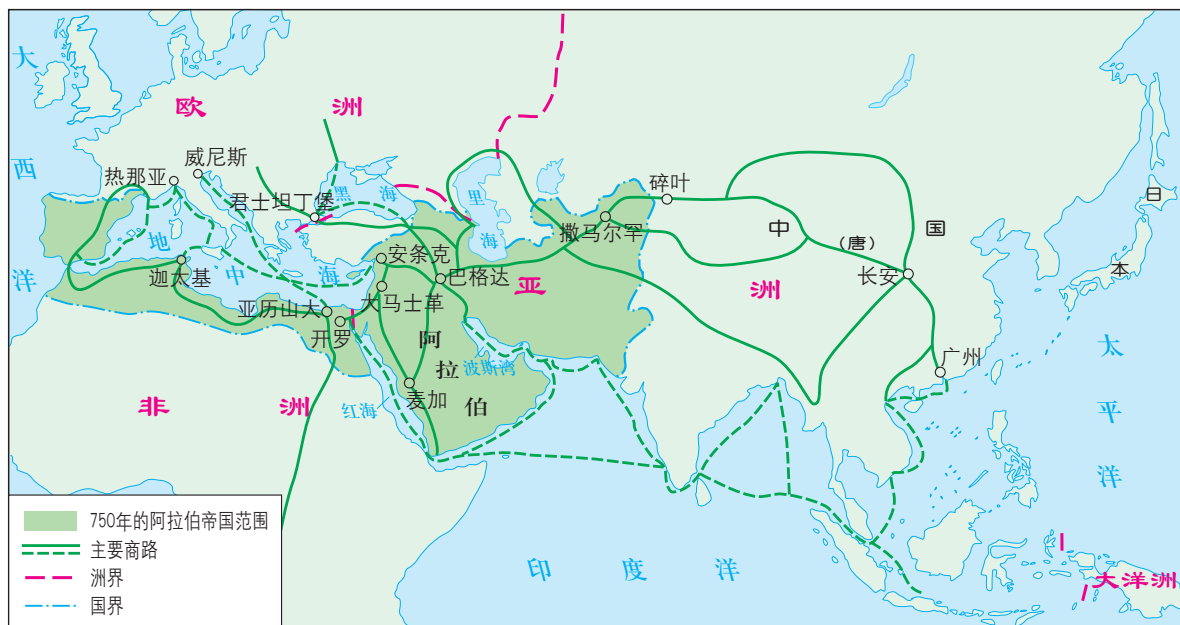 大西洋
欧洲
热那亚
威尼斯
君士坦丁堡
黑海
里海
碎叶
撒马尔罕
中国
(唐)
日本
地中海
迦太基
安条克
巴格达
亚洲
长安
亚历山大
大马士革
开罗
阿拉伯
波斯湾
广州
太平洋
非洲
红海
麦加
印度洋
大洋洲
750年的阿拉伯帝国范围
主要商路
洲界
国界